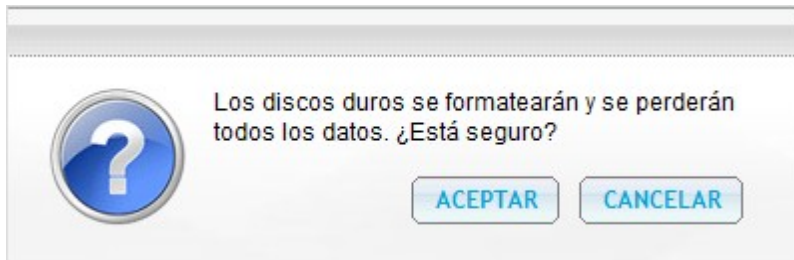 Los discos duros se formatearán y se perderán
todos los datos. ¿Está seguro?
ACEPTAR CANCELAR